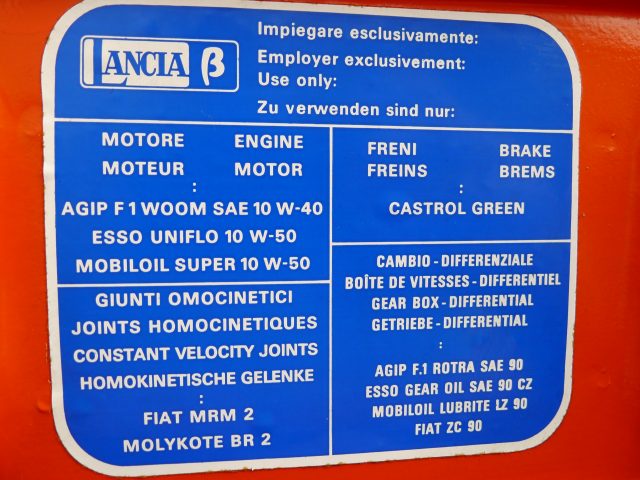 LANCIA β
Impiegare esclusivamente:
Employer exclusivement:
Use only:
Zu verwenden sind nur:
MOTORE ENGINE
MOTEUR MOTOR
:
AGIP F 1 WOOM SAE 10 W-40
ESSO UNIFLO 10 W-50
MOBILOIL SUPER 10 W-50
GIUNTI OMOCINETICI
JOINTS HOMOCINETIQUES
CONSTANT VELOCITY JOINTS
HOMOKINETISCHE GELENKE
:
FIAT MRM 2
MOLYKOTE BR 2
FRENI BRAKE
FREINS BREMS
:
CASTROL GREEN
CAMBIO - DIFFERENZIALE
BOÎTE DE VITESSES - DIFFERENTIEL
GEAR BOX - DIFFERENTIAL
GETRIEBE - DIFFERENTIAL
:
AGIP F.1 ROTRA SAE 90
ESSO GEAR OIL SAE 90 CZ
MOBILOIL LUBRITE LZ 90
FIAT ZC 90